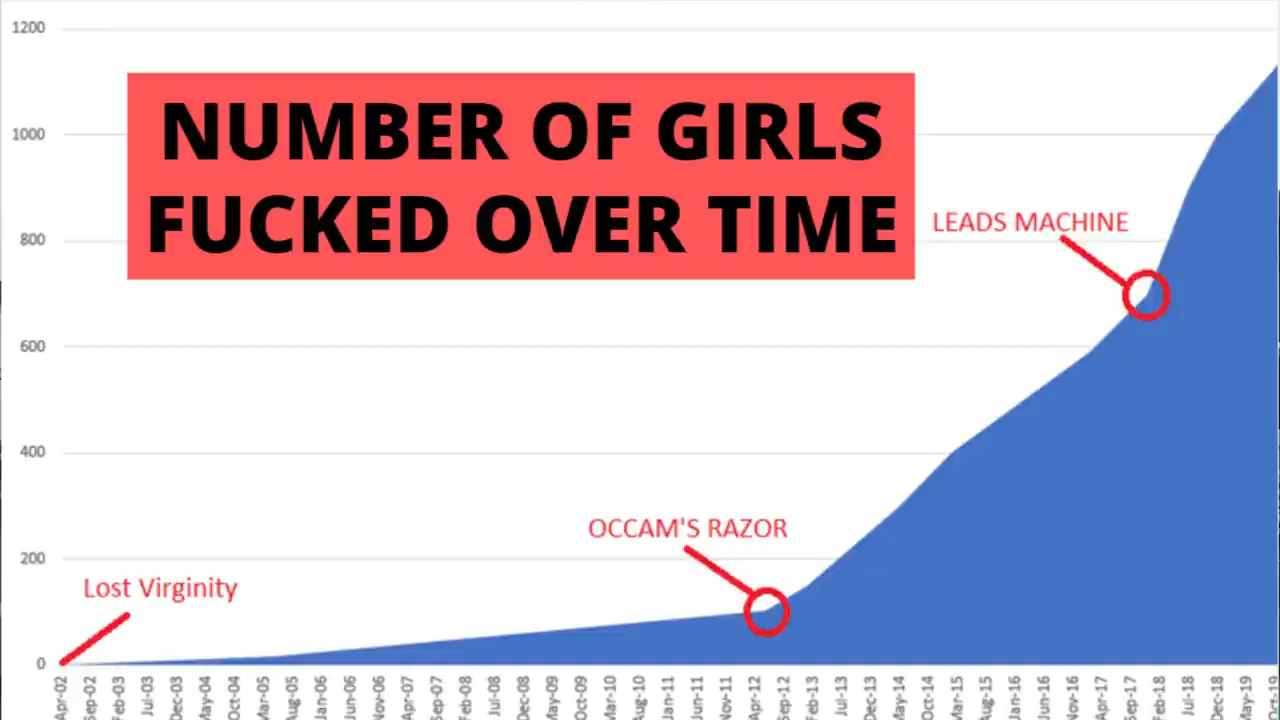 1200
NUMBER OF GIRLS
FUCKED OVER TIME
1000
LEADS MACHINE
800
600
400
OCCAM'S RAZOR
200
Lost Virginity
0
Apr-02
Sep-02
Feb-03
Jul-03
Dec-03
May-04
Oct-04
Mar-05
Aug-05
Jan-06
Jun-06
Nov-06
Apr-07
Sep-07
Feb-08
Jul-08
Dec-08
May-09
Oct-09
Mar-10
Aug-10
Jan-11
Jun-11
Nov-11
Apr-12
Sep-12
Feb-13
Jul-13
Dec-13
May-14
Oct-14
Mar-15
Aug-15
Jan-16
Jun-16
Nov-16
Apr-17
Sep-17
Feb-18
Jul-18
Dec-18
May-19
Oct-19